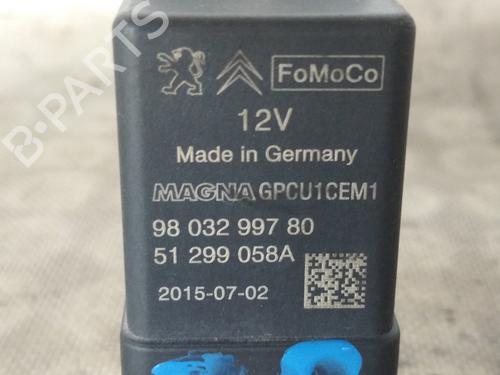 FoMoCo
12V
Made in Germany
MAGNA GPCU1CEM1
98 032 997 80
51 299 058A
2015-07-02
B-PARTS